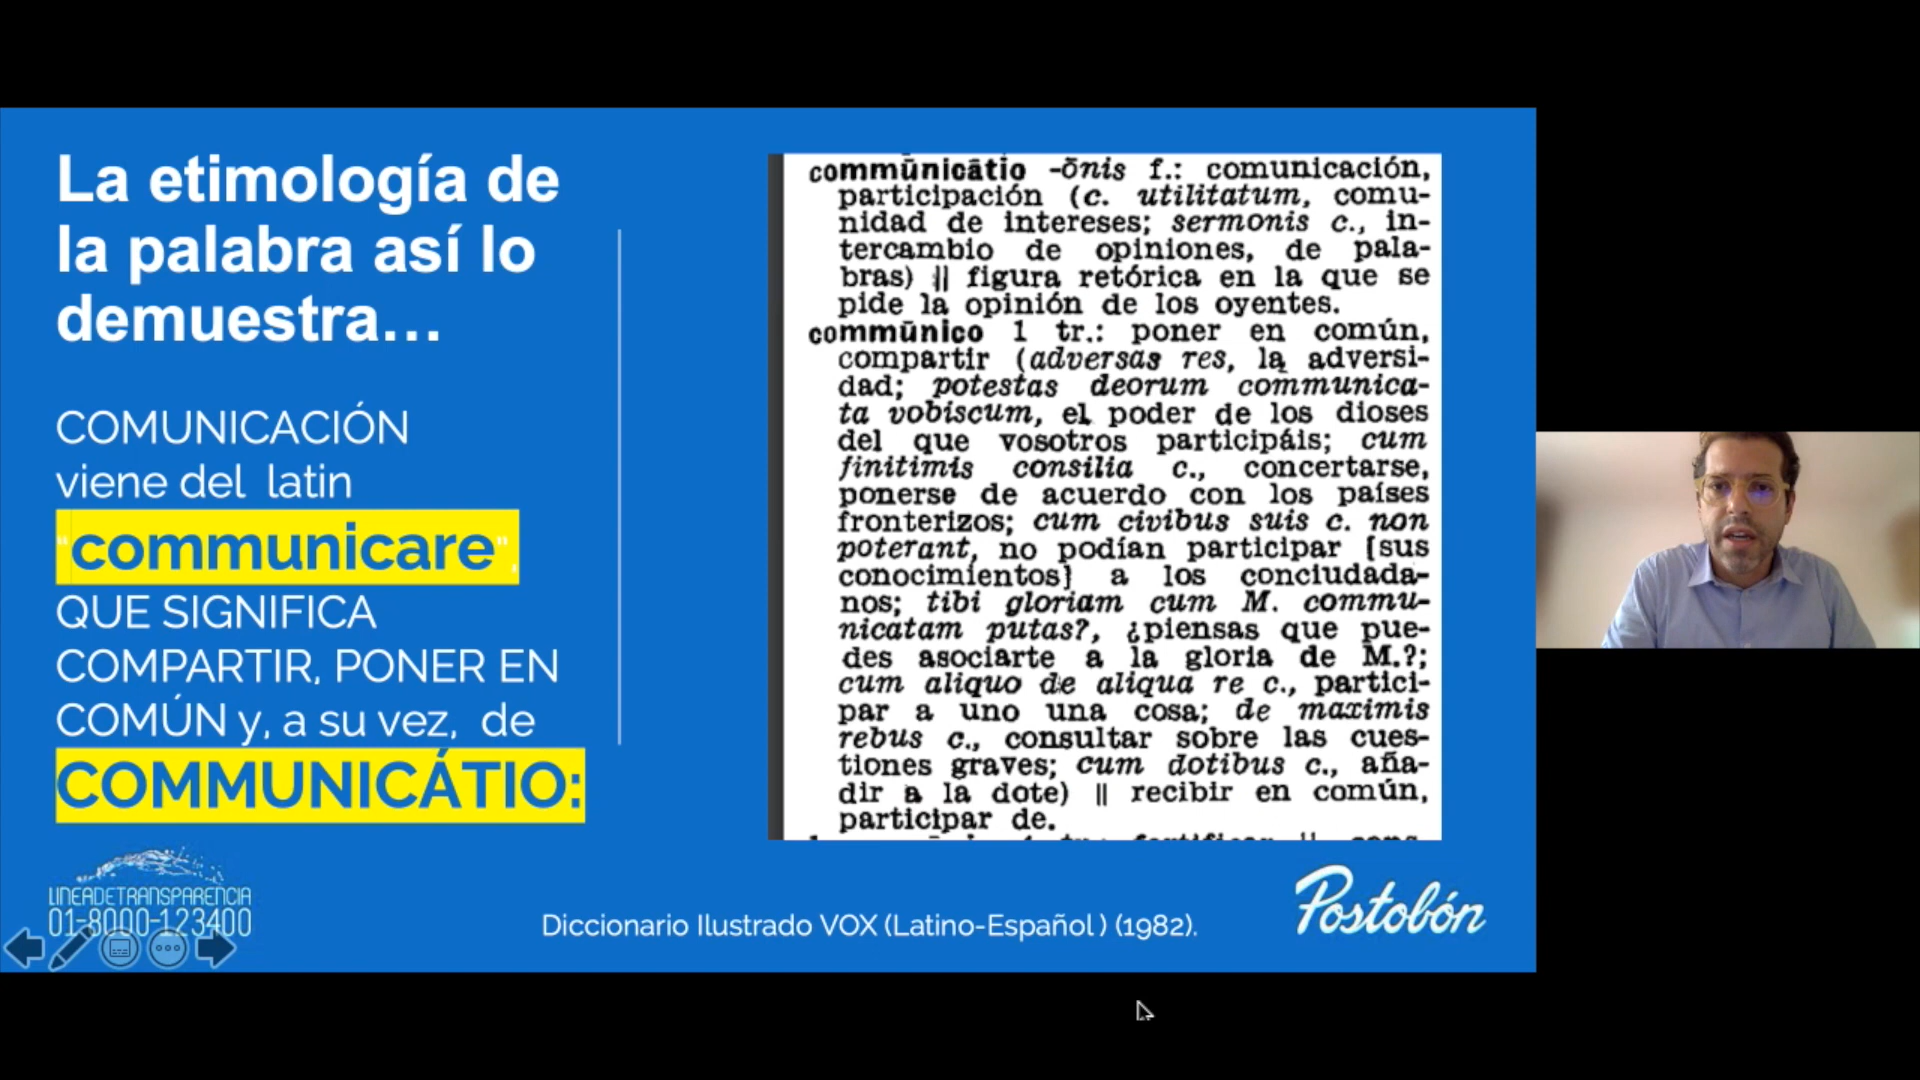 La etimología de
la palabra así lo
demuestra...
COMUNICACIÓN
viene del latin
"communicare",
QUE SIGNIFICA
COMPARTIR, PONER EN
COMÚN y, a su vez, de
COMMUNICÁTIO:
commūnicātio -ōnis f.: comunicación,
participación (c. utilitatum, comu-
nidad de intereses; sermonis c., in-
tercambio de opiniones, de pala-
bras) || figura retórica en la que se
pide la opinión de los oyentes.
commūnico 1 tr.: poner en común,
compartir (adversas res, la adversi-
dad; potestas deorum communica-
ta vobiscum, el poder de los dioses
del que vosotros participáis; cum
finitimis consilia c., concertarse,
ponerse de acuerdo con los países
fronterizos; cum civibus suis c. non
poterant, no podían participar [sus
conocimientos] a los conciudada-
nos; tibi gloriam cum M. commu-
nicatam putas?, ¿piensas que pue-
des asociarte a la gloria de M.?;
cum aliquo de aliqua re c., partici-
par a uno una cosa; de maximis
rebus c., consultar sobre las cues-
tiones graves; cum dotibus c., aña-
dir a la dote) || recibir en común,
participar de.
LINEADETRANSPARENCIA
01-8000-123400
Diccionario Ilustrado VOX (Latino-Español ) (1982).
Postobón